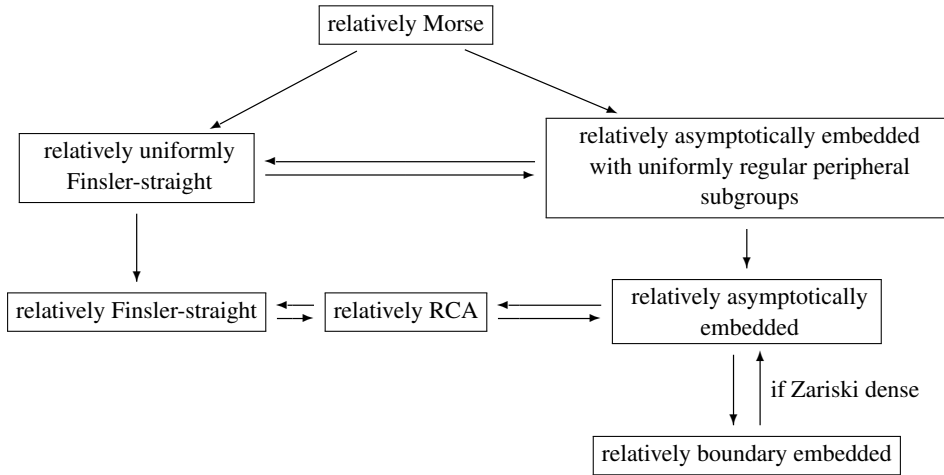 relatively Morse
relatively uniformly
Finsler-straight
relatively asymptotically embedded
with uniformly regular peripheral
subgroups
relatively Finsler-straight
relatively RCA
relatively asymptotically
embedded
if Zariski dense
relatively boundary embedded